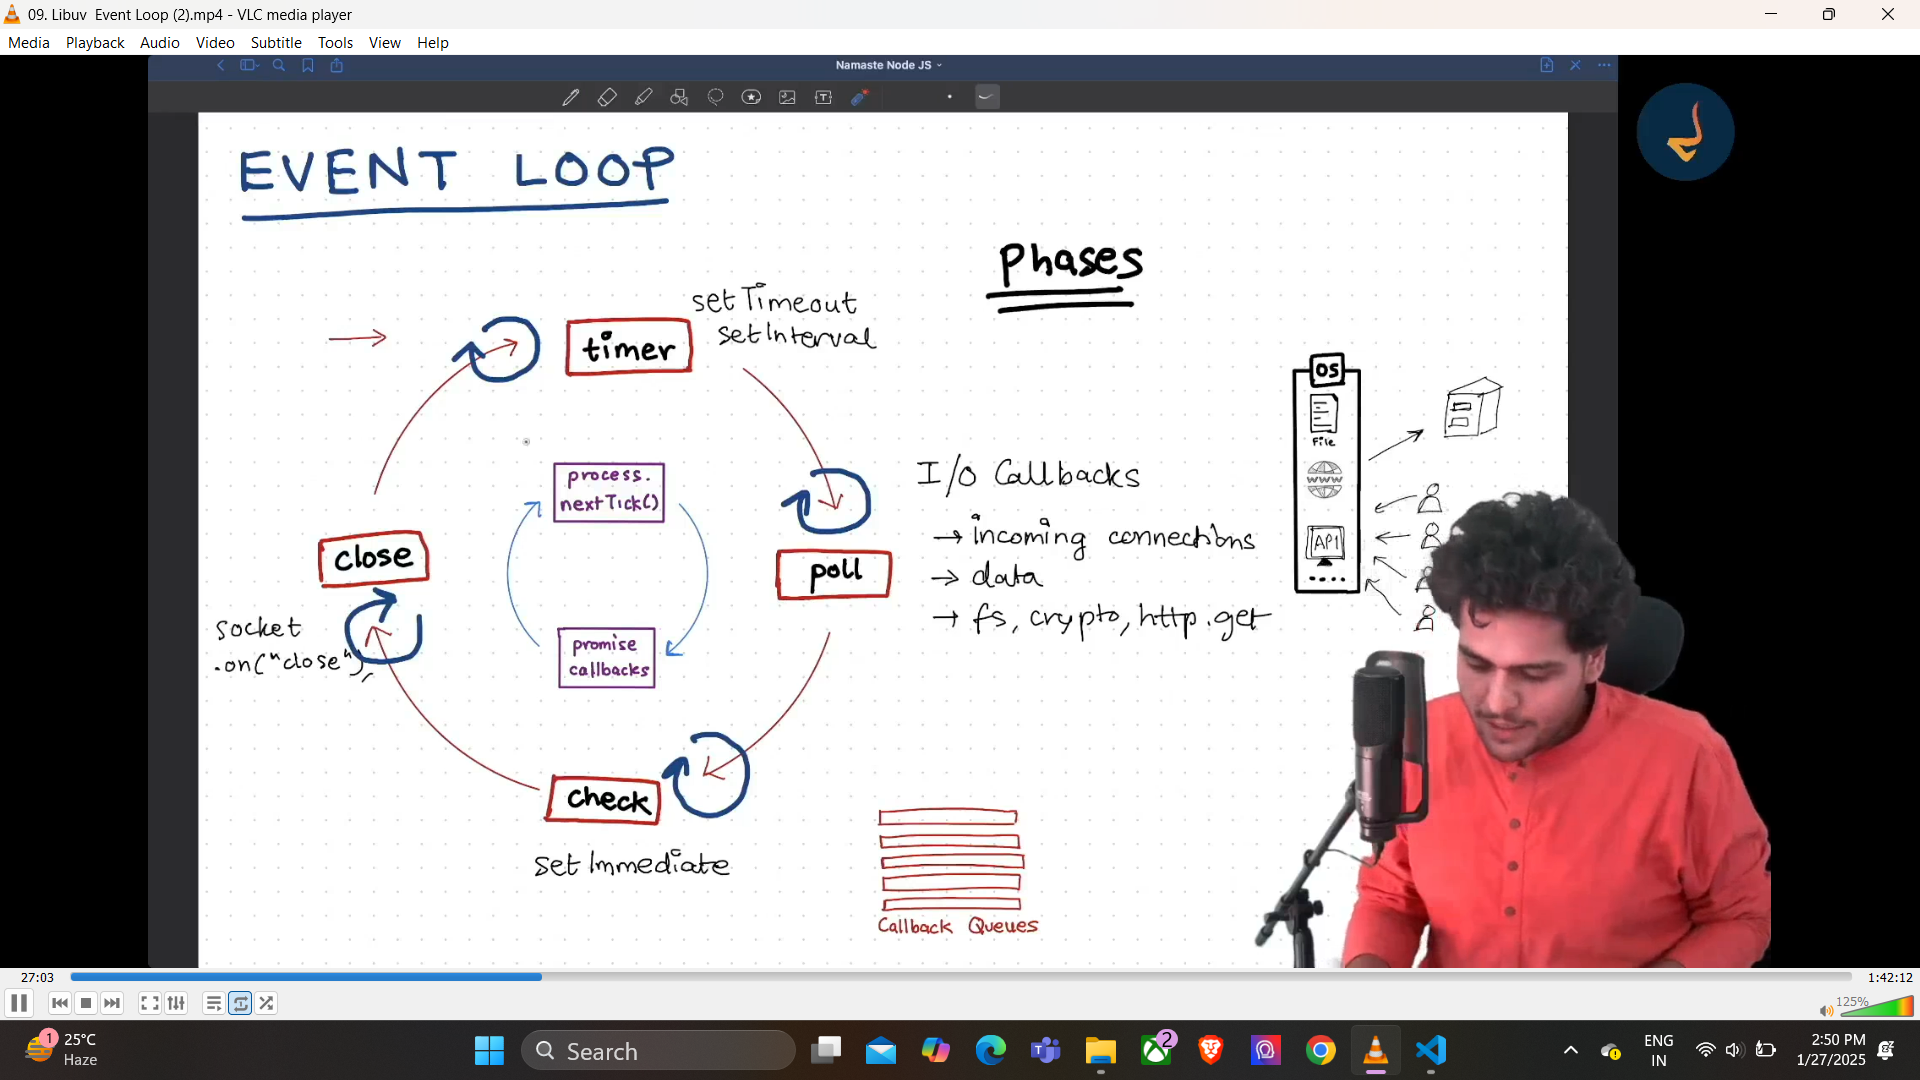 09. Libuv  Event Loop (2).mp4 - VLC media player
Media Playback Audio Video Subtitle Tools View Help
Namaste Node JS
EVENT LOOP
Phases
setTimeout
setInterval
timer
OS
File
WWW
API
process.
nextTick()
I/O Callbacks
→ incoming connections
→ data
→ fs, crypto, http.get
close
poll
socket
.on("close"),
promise
callbacks
check
setImmediate
Callback Queues
27:03
1:42:12
125%
1
25°C
Haze
Search
2
ENG
IN
2:50 PM
1/27/2025